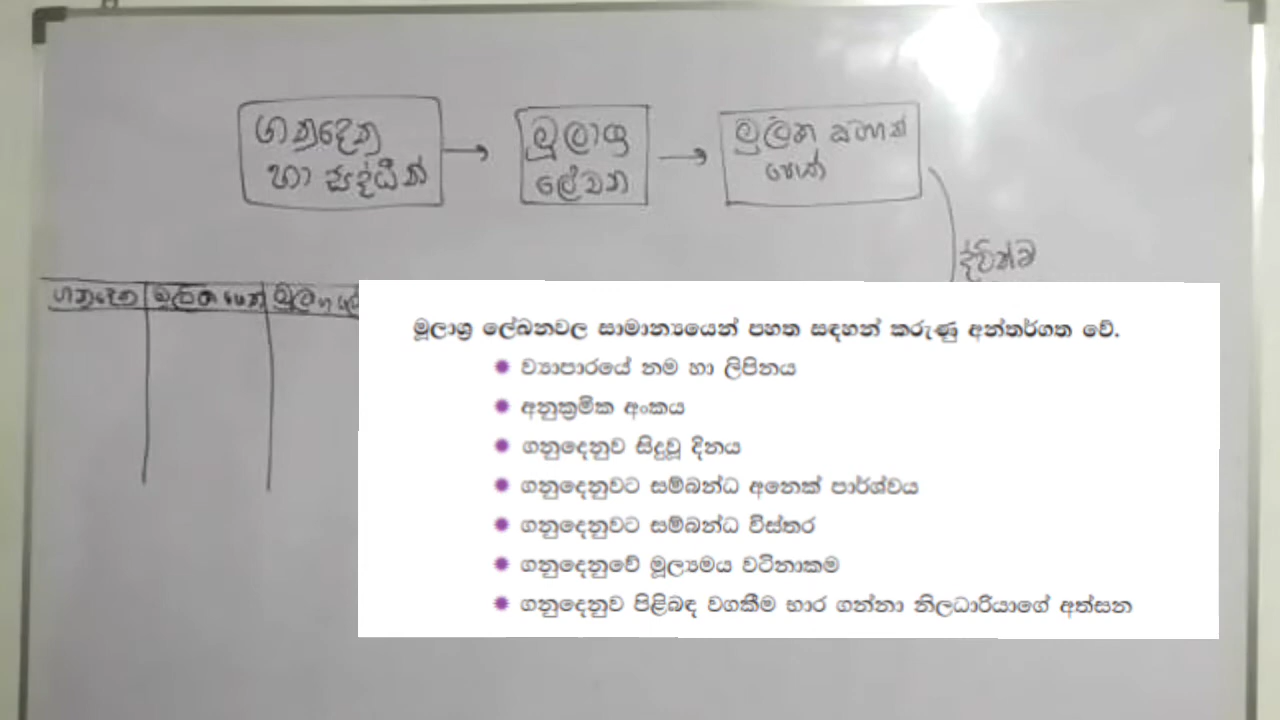 ගනුදෙනු
හා සිද්ධීන්
මූලාශ්‍ර
ලේඛන
මූලික සටහන්
පොත්
ද්විත්ව
ගනුදෙනු
මූලික පොත්
මූලාශ්‍ර ලේඛනවල සාමාන්‍යයෙන් පහත සඳහන් කරුණු අන්තර්ගත වේ.
ව්‍යාපාරයේ නම හා ලිපිනය
අනුක්‍රමික අංකය
ගනුදෙනුව සිදුවූ දිනය
ගනුදෙනුවට සම්බන්ධ අනෙක් පාර්ශ්වය
ගනුදෙනුවට සම්බන්ධ විස්තර
ගනුදෙනුවේ මූල්‍යමය වටිනාකම
ගනුදෙනුව පිළිබඳ වගකීම භාර ගන්නා නිලධාරියාගේ අත්සන